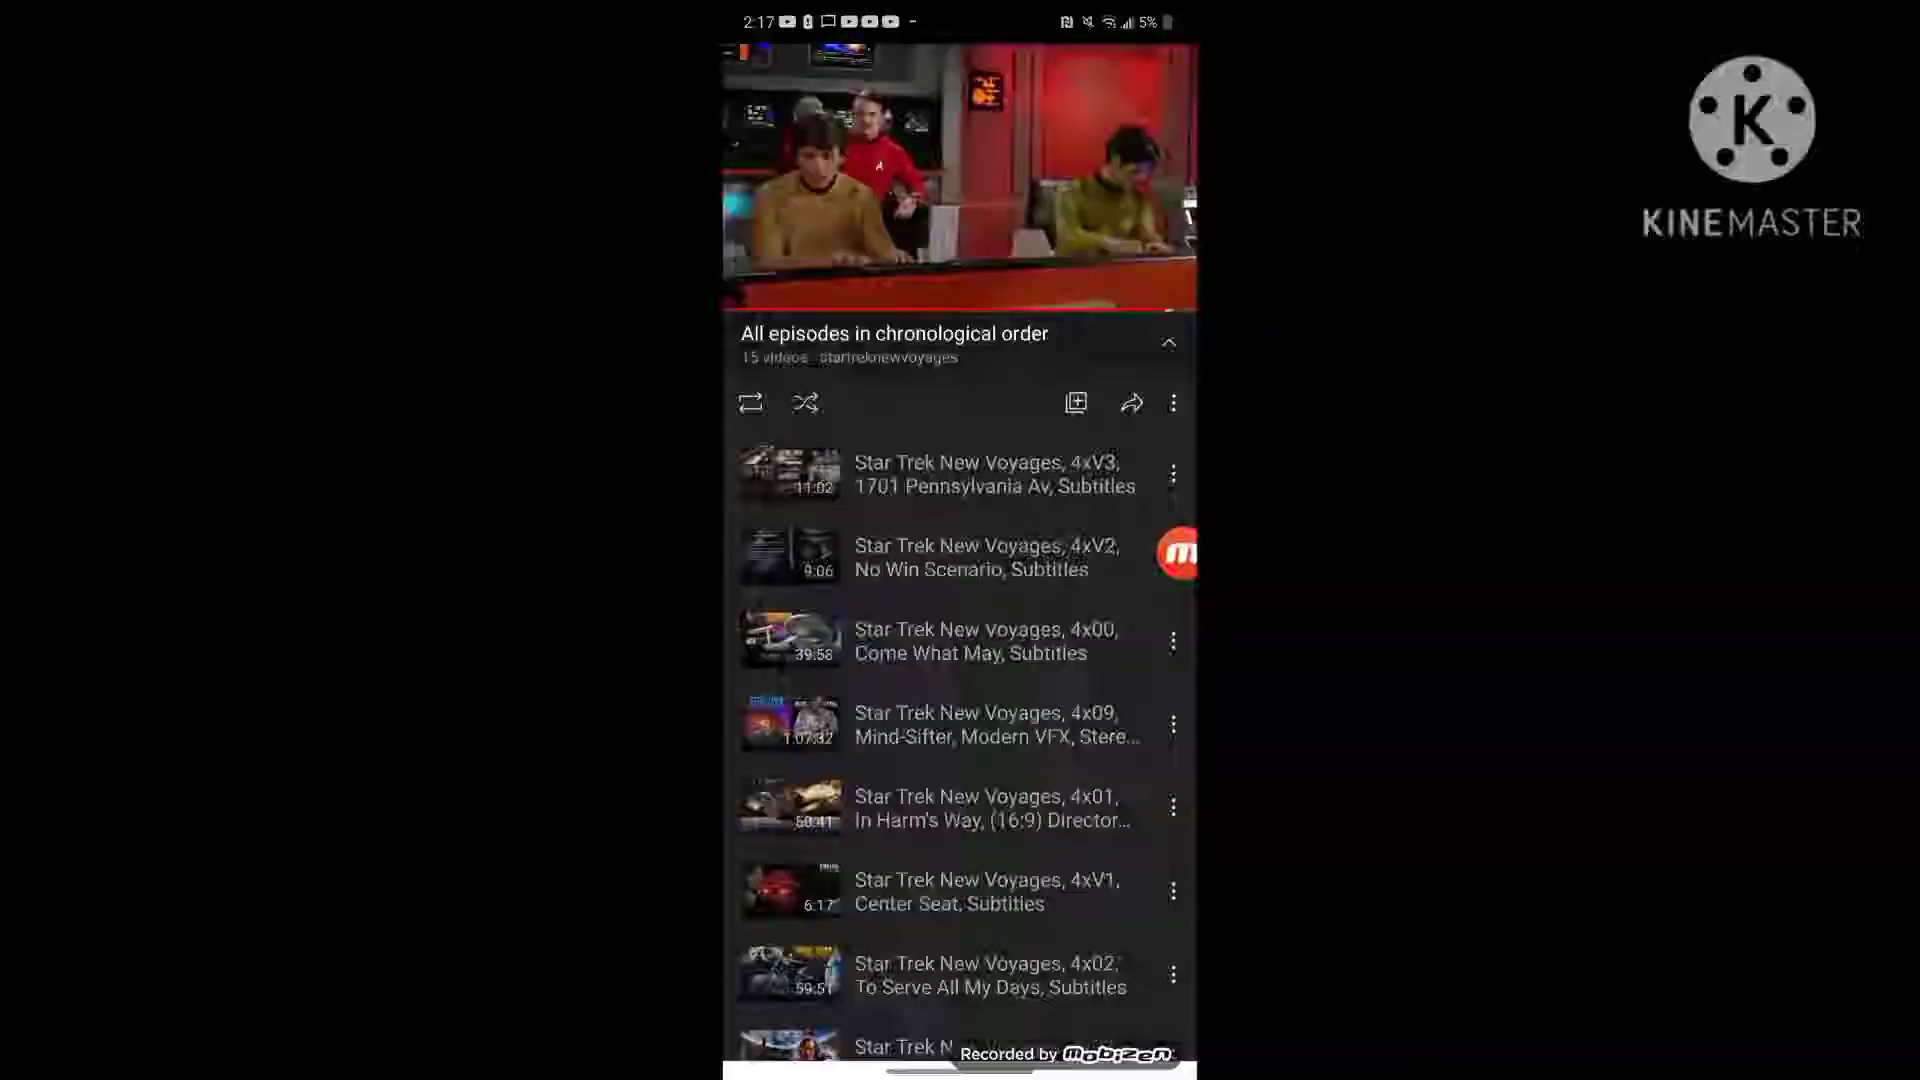 2:17
5%
K
KINEMASTER
All episodes in chronological order
15 videos startreknewvoyages
Star Trek New Voyages, 4xV3,
1701 Pennsylvania Av, Subtitles
11:02
Star Trek New Voyages, 4xV2,
No Win Scenario, Subtitles
9:06
Star Trek New Voyages, 4x00,
Come What May, Subtitles
39:58
Star Trek New Voyages, 4x09,
Mind-Sifter, Modern VFX, Stere...
1:07:32
Star Trek New Voyages, 4x01,
In Harm's Way, (16:9) Director...
50:41
Star Trek New Voyages, 4xV1,
Center Seat, Subtitles
6:17
Star Trek New Voyages, 4x02,
To Serve All My Days, Subtitles
59:51
Star Trek N
Recorded by Mobizen